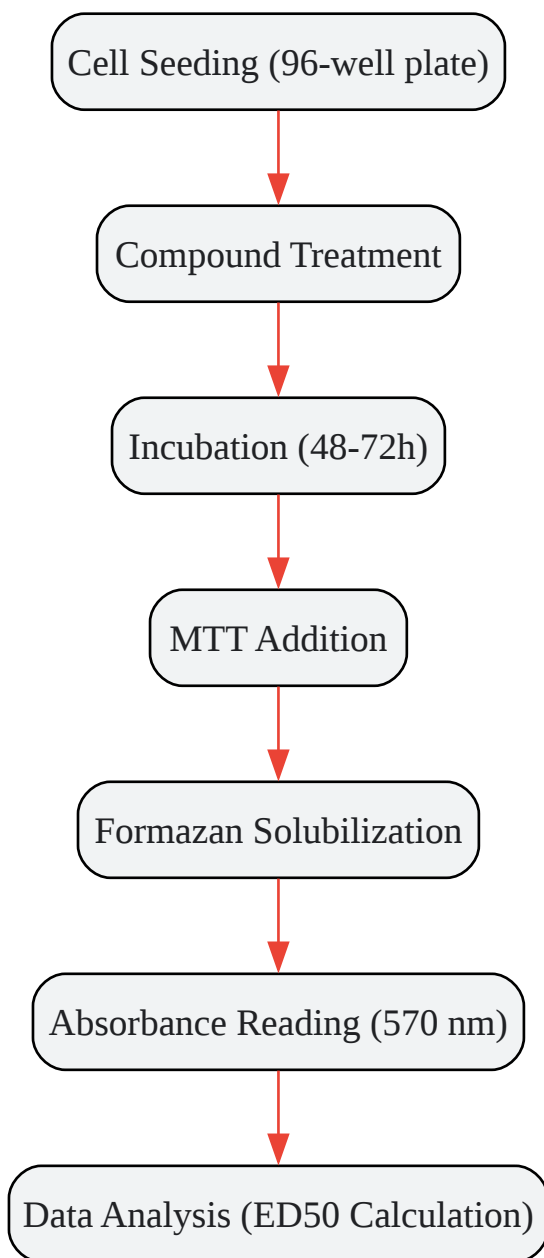 Cell Seeding (96-well plate)
Compound Treatment
Incubation (48-72h)
MTT Addition
Formazan Solubilization
Absorbance Reading (570 nm)
Data Analysis (ED50 Calculation)